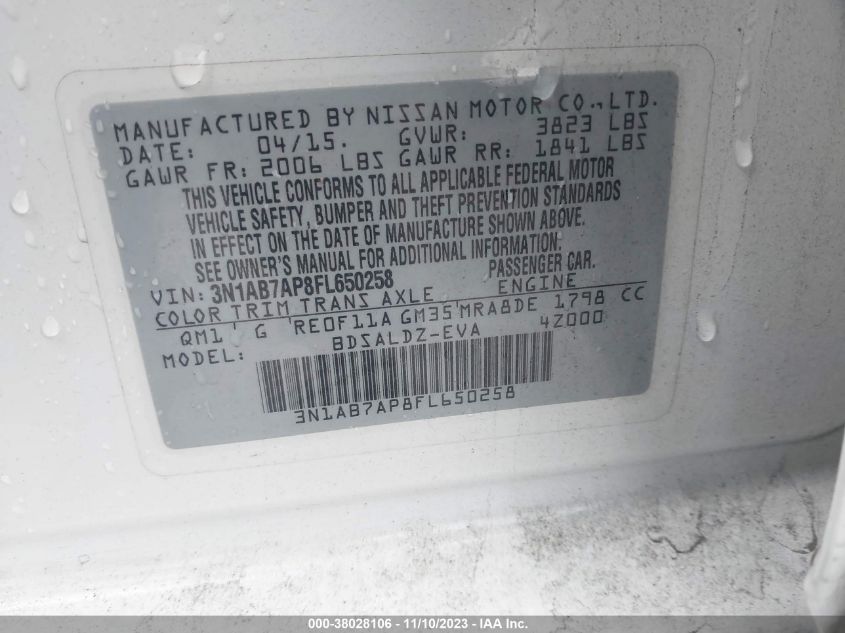 MANUFACTURED BY NISSAN MOTOR CO., LTD.
DATE: 04/15. GVWR: 3823 LBS
GAWR FR: 2006 LBS GAWR RR: 1841 LBS
THIS VEHICLE CONFORMS TO ALL APPLICABLE FEDERAL MOTOR
VEHICLE SAFETY, BUMPER AND THEFT PREVENTION STANDARDS
IN EFFECT ON THE DATE OF MANUFACTURE SHOWN ABOVE.
SEE OWNER'S MANUAL FOR ADDITIONAL INFORMATION.
VIN: 3N1AB7AP8FL650258 PASSENGER CAR.
COLOR TRIM TRANS AXLE ENGINE
QM1 G RE0F11A GM35 MRA8DE 1798 CC
MODEL: BDSALDZ-EVA 4Z000
3N1AB7AP8FL650258
000-38028106 - 11/10/2023 - IAA Inc.